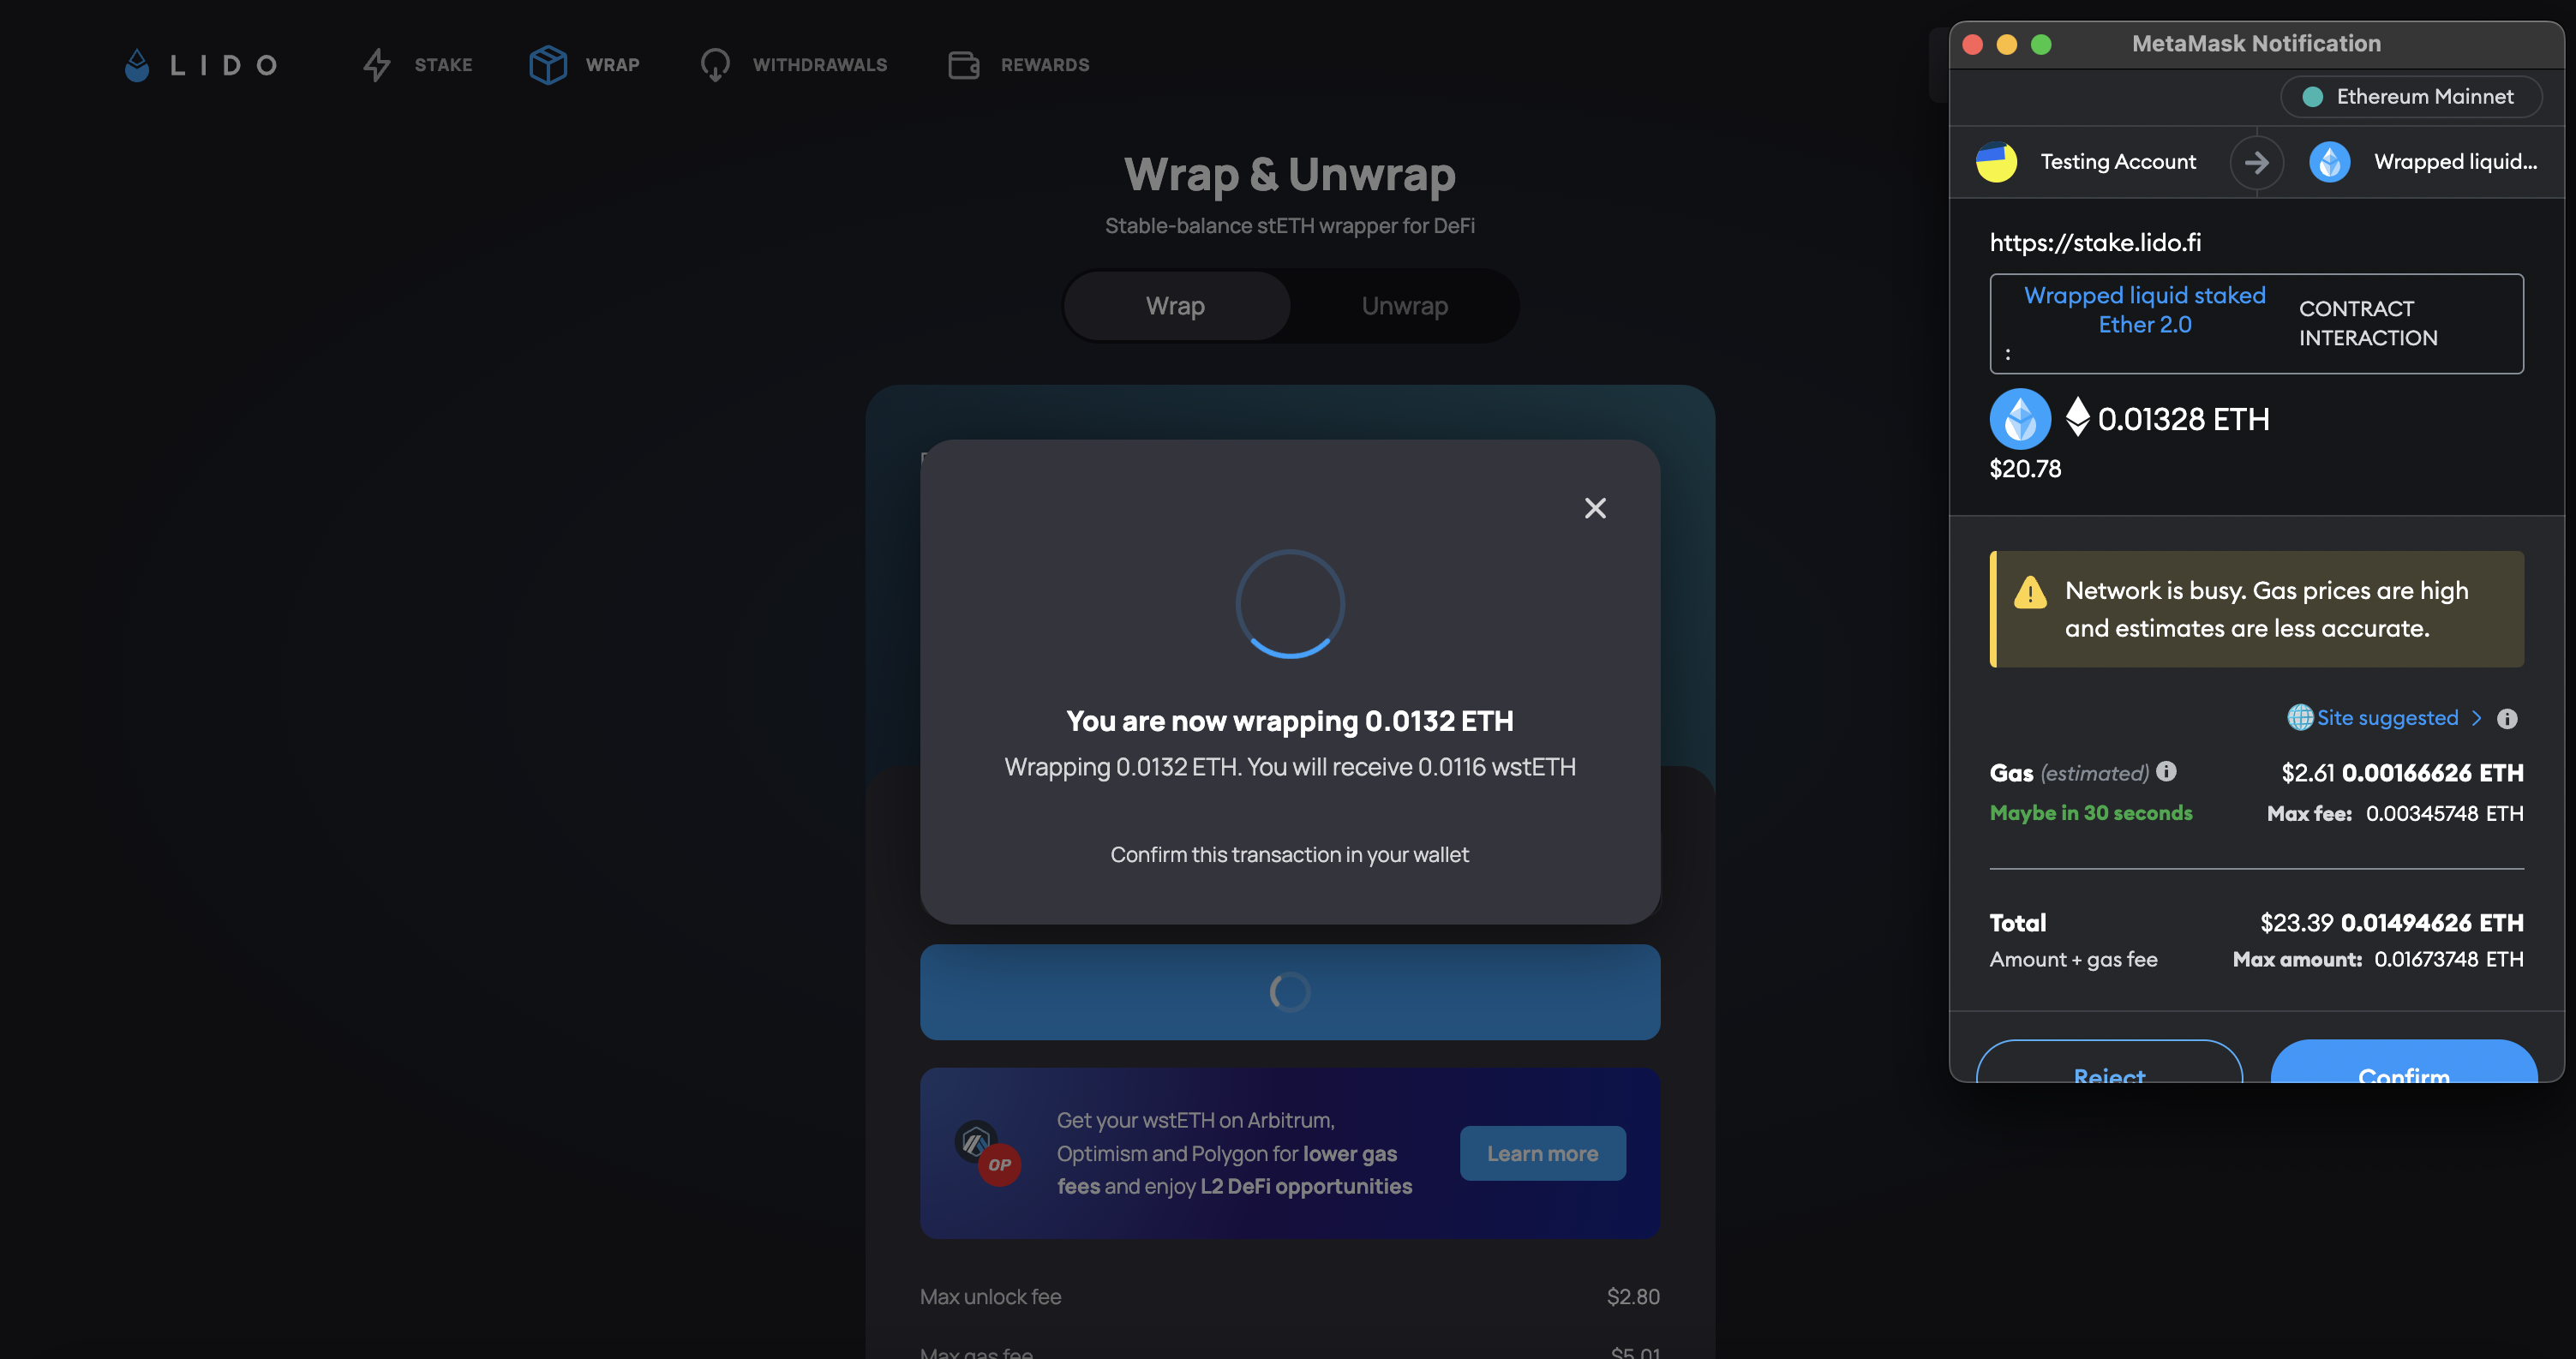 LIDO
STAKE
WRAP
WITHDRAWALS
REWARDS
Wrap & Unwrap
Stable-balance stETH wrapper for DeFi
Wrap
Unwrap
You are now wrapping 0.0132 ETH
Wrapping 0.0132 ETH. You will receive 0.0116 wstETH
Confirm this transaction in your wallet
OP
Get your wstETH on Arbitrum,
Optimism and Polygon for lower gas
fees and enjoy L2 DeFi opportunities
Learn more
Max unlock fee
$2.80
Max gas fee
$5.01
MetaMask Notification
Ethereum Mainnet
Testing Account
Wrapped liquid...
https://stake.lido.fi
Wrapped liquid staked
Ether 2.0
:
CONTRACT
INTERACTION
0.01328 ETH
$20.78
Network is busy. Gas prices are high
and estimates are less accurate.
Site suggested >
Gas (estimated)
$2.61 0.00166626 ETH
Maybe in 30 seconds
Max fee: 0.00345748 ETH
Total
$23.39 0.01494626 ETH
Amount + gas fee
Max amount: 0.01673748 ETH
Reject
Confirm